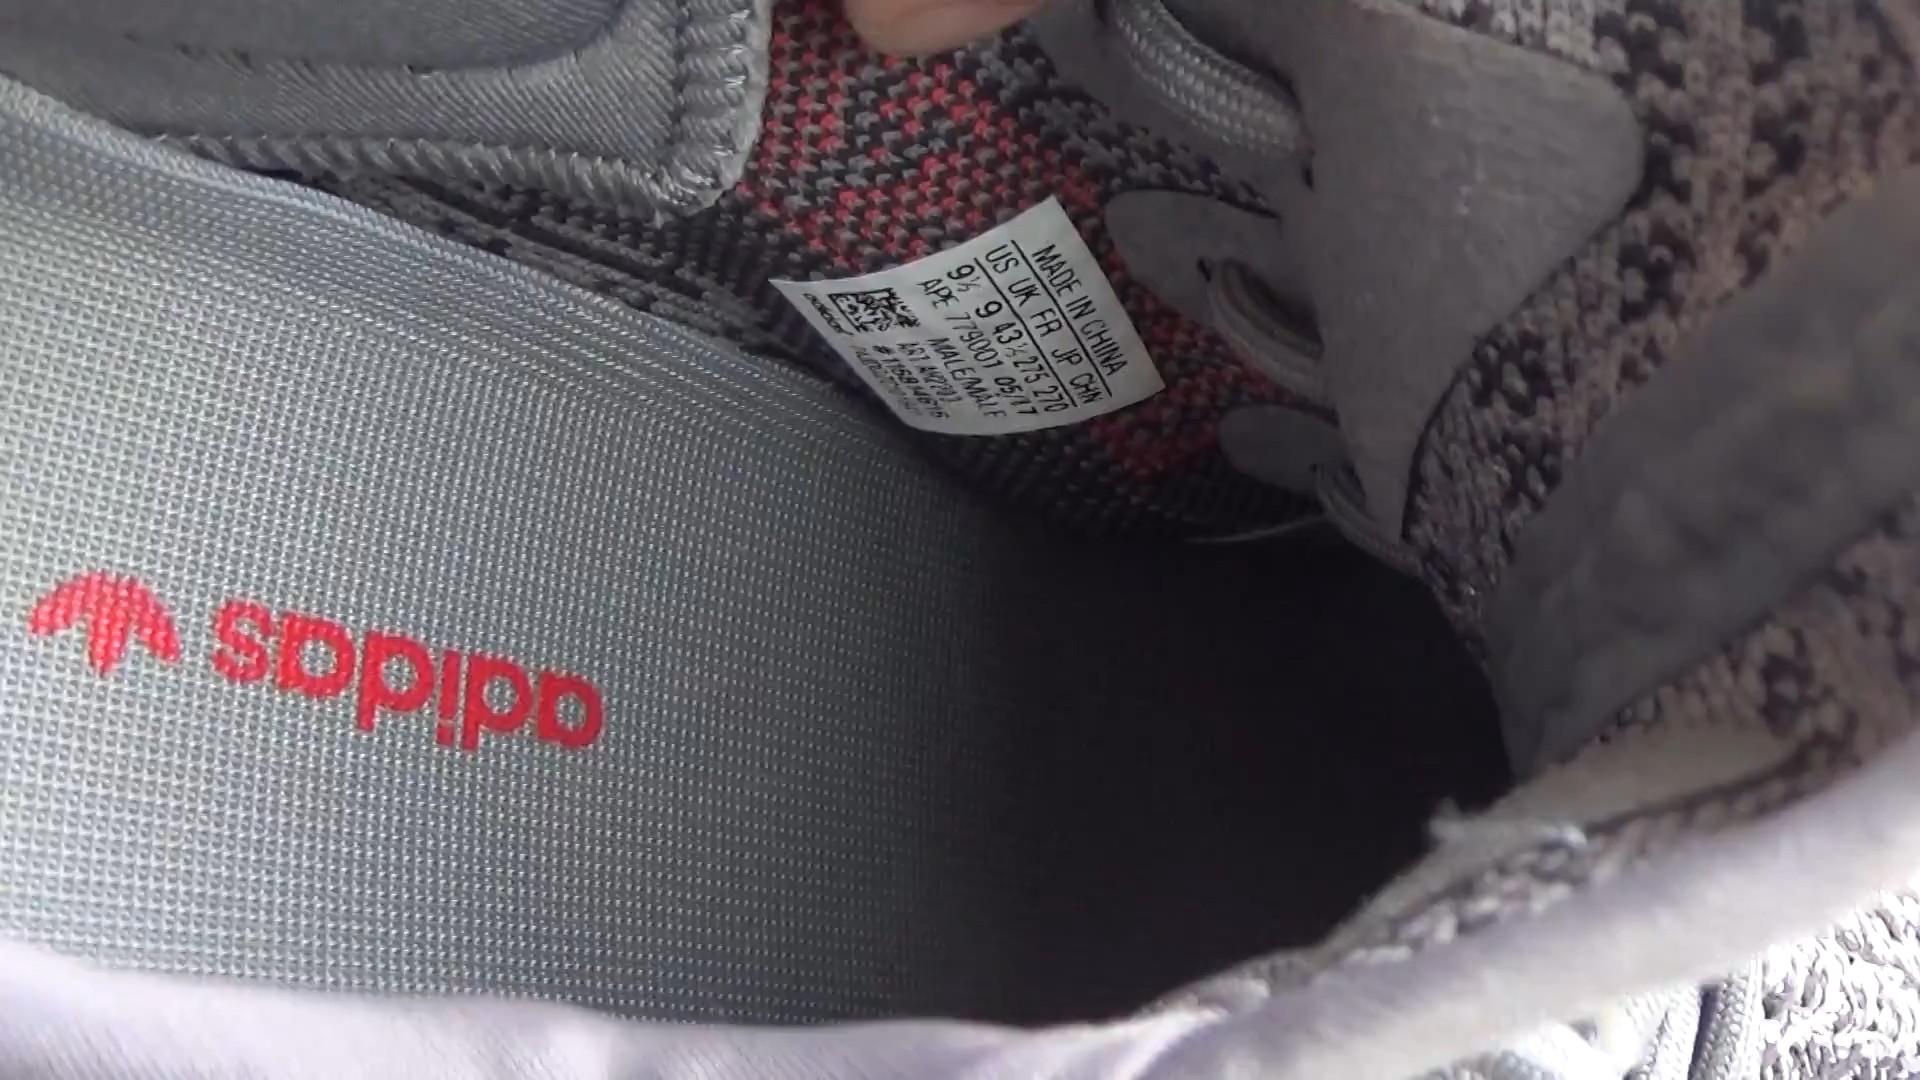 MADE IN CHINA
US UK FR JP CHN
9½ 9 43⅓ 275 270
APE 779001 05/17
MALE/MALE
ART
adidas